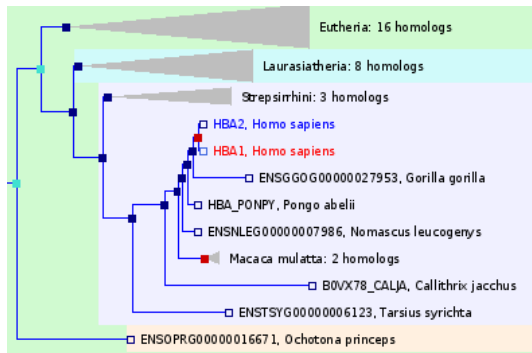 Eutheria: 16 homologs
Laurasiatheria: 8 homologs
Strepsirrhini: 3 homologs
HBA2, Homo sapiens
HBA1, Homo sapiens
ENSGGOG00000027953, Gorilla gorilla
HBA_PONPY, Pongo abelii
ENSNLEG00000007986, Nomascus leucogenys
Macaca mulatta: 2 homologs
B0VX78_CALJA, Callithrix jacchus
ENSTSYG00000006123, Tarsius syrichta
ENSOPRG00000016671, Ochotona princeps